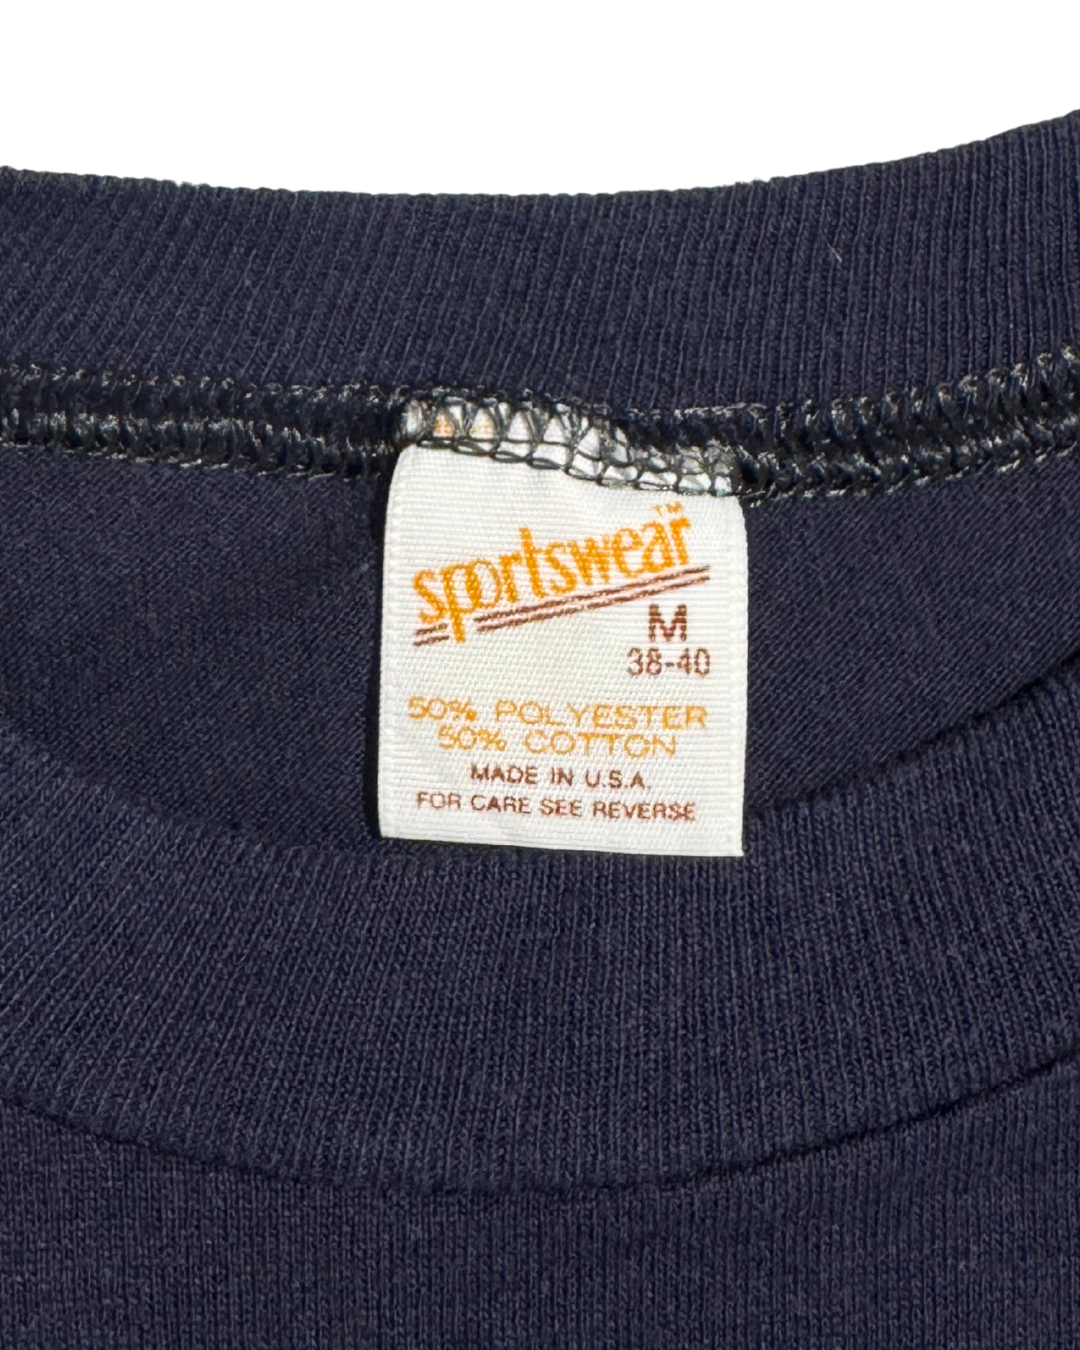 sportswear™
M
38-40
50% POLYESTER
50% COTTON
MADE IN U.S.A.
FOR CARE SEE REVERSE